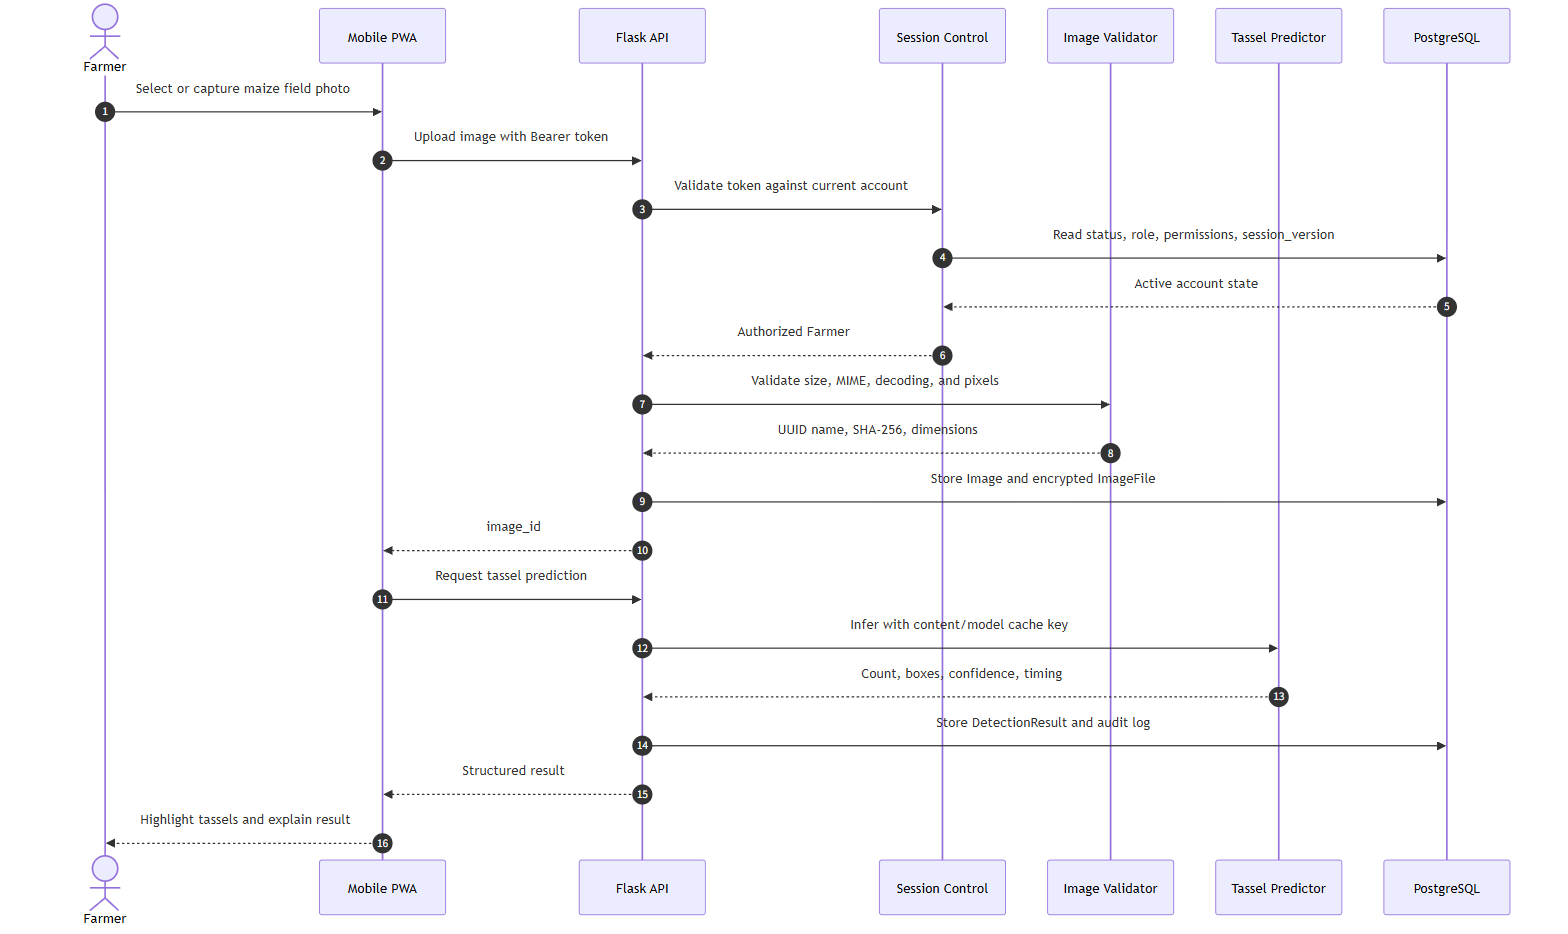 Farmer
Mobile PWA
Flask API
Session Control
Image Validator
Tassel Predictor
PostgreSQL
Select or capture maize field photo
1
Upload image with Bearer token
2
Validate token against current account
3
Read status, role, permissions, session_version
4
Active account state
5
Authorized Farmer
6
Validate size, MIME, decoding, and pixels
7
UUID name, SHA-256, dimensions
8
Store Image and encrypted ImageFile
9
image_id
10
Request tassel prediction
11
Infer with content/model cache key
12
Count, boxes, confidence, timing
13
Store DetectionResult and audit log
14
Structured result
15
Highlight tassels and explain result
16
Farmer
Mobile PWA
Flask API
Session Control
Image Validator
Tassel Predictor
PostgreSQL